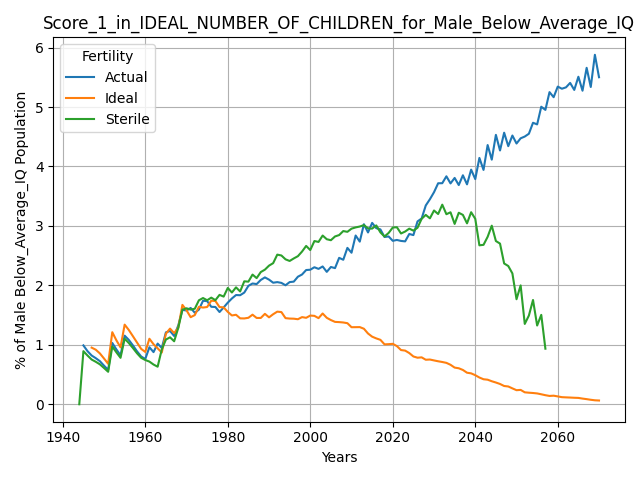 Score_1_in_IDEAL_NUMBER_OF_CHILDREN_for_Male_Below_Average_IQ
Fertility
Actual
Ideal
Sterile
% of Male Below_Average_IQ Population
6
5
4
3
2
1
0
1940
1960
1980
2000
2020
2040
2060
Years